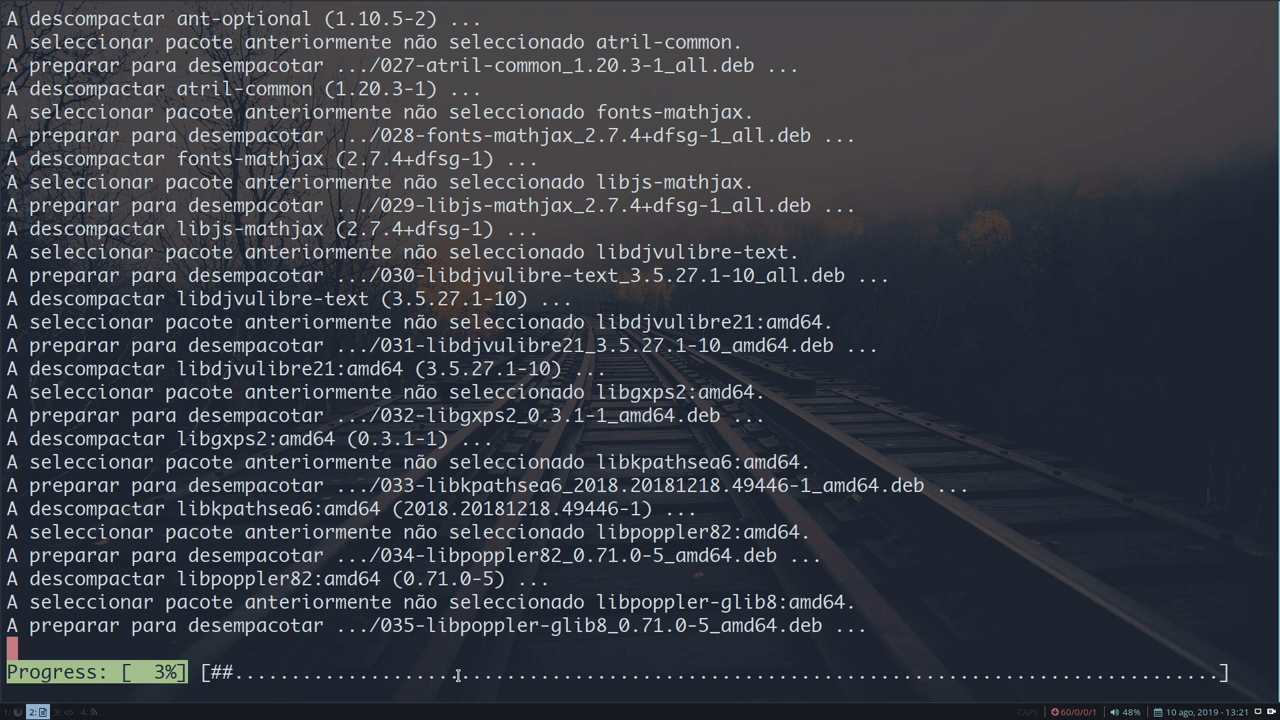 A descompactar ant-optional (1.10.5-2) ...
A seleccionar pacote anteriormente não seleccionado atril-common.
A preparar para desempacotar .../027-atril-common_1.20.3-1_all.deb ...
A descompactar atril-common (1.20.3-1) ...
A seleccionar pacote anteriormente não seleccionado fonts-mathjax.
A preparar para desempacotar .../028-fonts-mathjax_2.7.4+dfsg-1_all.deb ...
A descompactar fonts-mathjax (2.7.4+dfsg-1) ...
A seleccionar pacote anteriormente não seleccionado libjs-mathjax.
A preparar para desempacotar .../029-libjs-mathjax_2.7.4+dfsg-1_all.deb ...
A descompactar libjs-mathjax (2.7.4+dfsg-1) ...
A seleccionar pacote anteriormente não seleccionado libdjvulibre-text.
A preparar para desempacotar .../030-libdjvulibre-text_3.5.27.1-10_all.deb ...
A descompactar libdjvulibre-text (3.5.27.1-10) ...
A seleccionar pacote anteriormente não seleccionado libdjvulibre21:amd64.
A preparar para desempacotar .../031-libdjvulibre21_3.5.27.1-10_amd64.deb ...
A descompactar libdjvulibre21:amd64 (3.5.27.1-10) ...
A seleccionar pacote anteriormente não seleccionado libgxps2:amd64.
A preparar para desempacotar .../032-libgxps2_0.3.1-1_amd64.deb ...
A descompactar libgxps2:amd64 (0.3.1-1) ...
A seleccionar pacote anteriormente não seleccionado libkpathsea6:amd64.
A preparar para desempacotar .../033-libkpathsea6_2018.20181218.49446-1_amd64.deb ...
A descompactar libkpathsea6:amd64 (2018.20181218.49446-1) ...
A seleccionar pacote anteriormente não seleccionado libpoppler82:amd64.
A preparar para desempacotar .../034-libpoppler82_0.71.0-5_amd64.deb ...
A descompactar libpoppler82:amd64 (0.71.0-5) ...
A seleccionar pacote anteriormente não seleccionado libpoppler-glib8:amd64.
A preparar para desempacotar .../035-libpoppler-glib8_0.71.0-5_amd64.deb ...
Progress: [  3%] [##.......................................................................................]
1: 2: 3: 4: CAPS 60/0/0/1 48% 10 ago, 2019 - 13:21